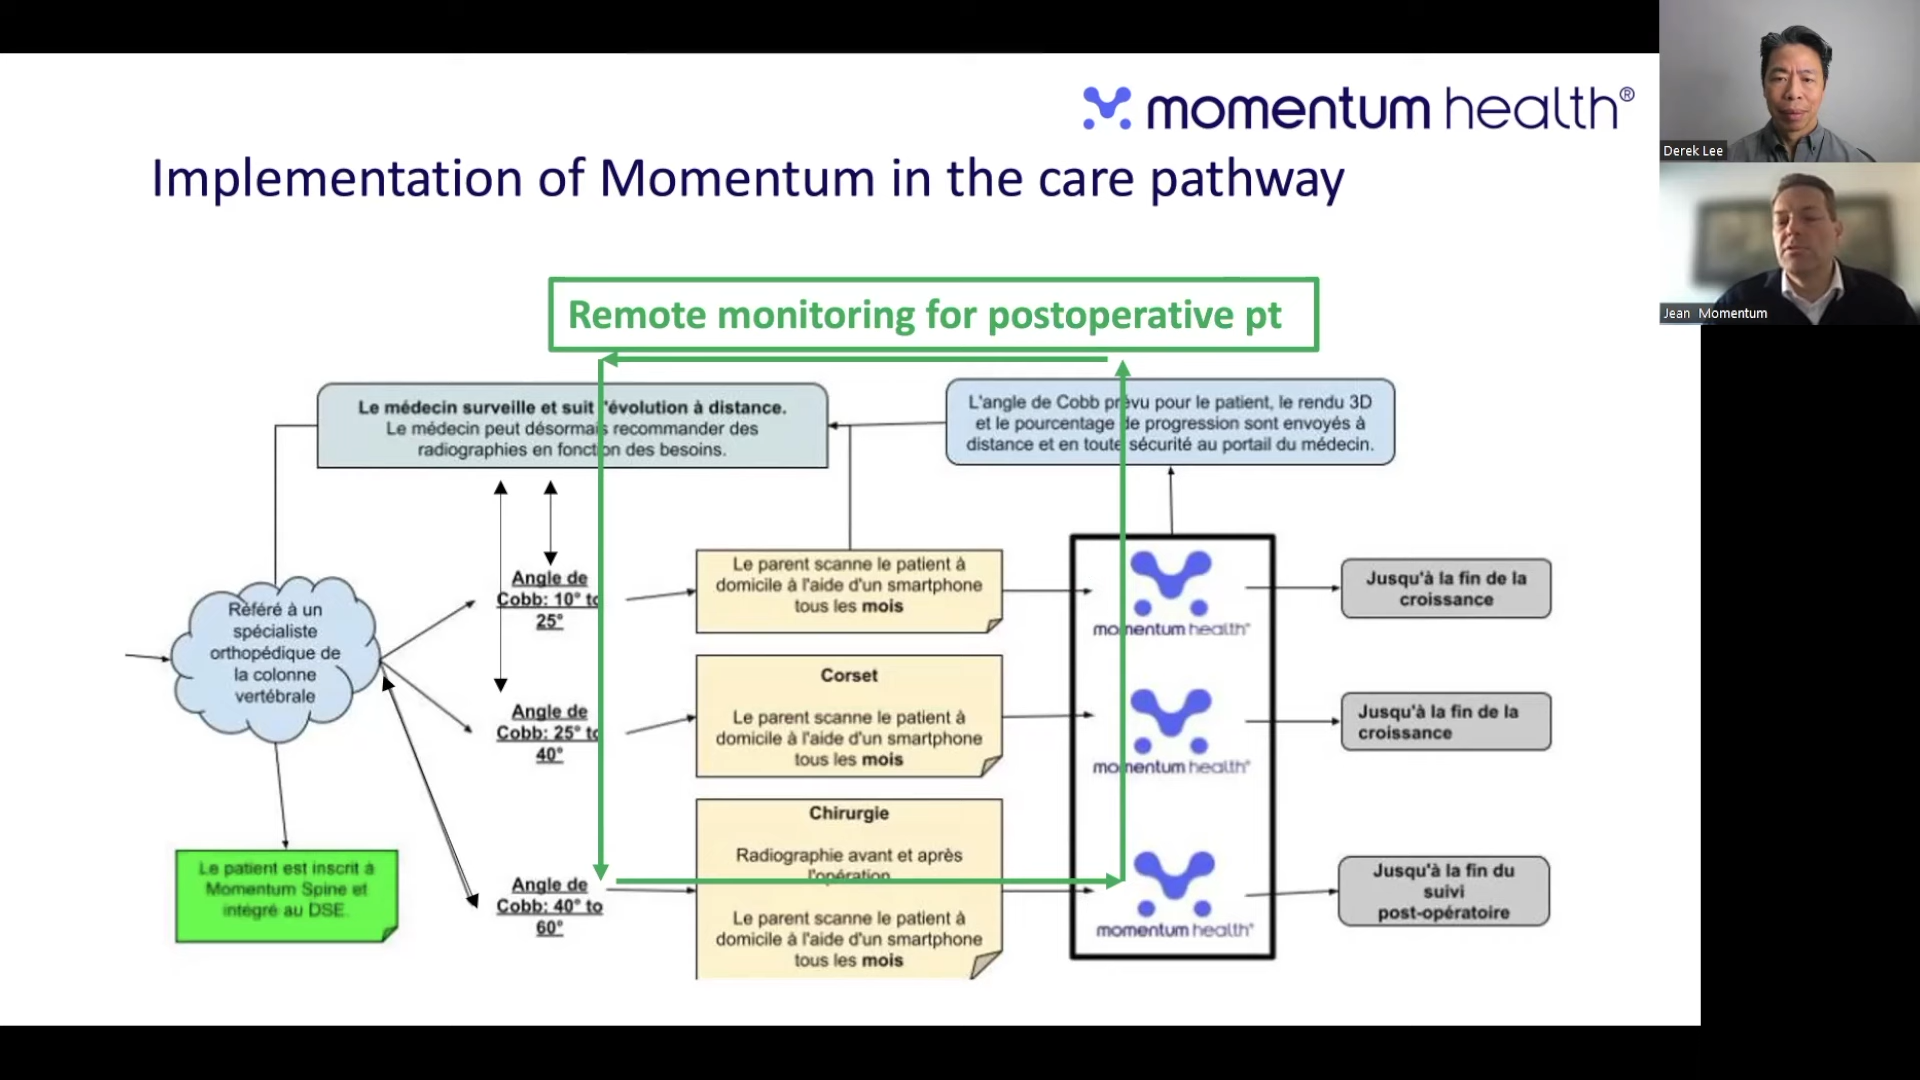 momentum health®
Implementation of Momentum in the care pathway
Derek Lee
Jean Momentum
Remote monitoring for postoperative pt
Le médecin surveille et suit l'évolution à distance.
Le médecin peut désormais recommander des
radiographies en fonction des besoins.
L'angle de Cobb prévu pour le patient, le rendu 3D
et le pourcentage de progression sont envoyés à
distance et en toute sécurité au portail du médecin.
Référé à un
spécialiste
orthopédique de
la colonne
vertébrale
Le patient est inscrit à
Momentum Spine et
intégré au DSE.
Angle de
Cobb: 10° to
25°
Le parent scanne le patient à
domicile à l'aide d'un smartphone
tous les mois
momentum health®
Jusqu'à la fin de la
croissance
Angle de
Cobb: 25° to
40°
Corset
Le parent scanne le patient à
domicile à l'aide d'un smartphone
tous les mois
momentum health®
Jusqu'à la fin de la
croissance
Angle de
Cobb: 40° to
60°
Chirurgie
Radiographie avant et après
l'opération
Le parent scanne le patient à
domicile à l'aide d'un smartphone
tous les mois
momentum health®
Jusqu'à la fin du
suivi
post-opératoire